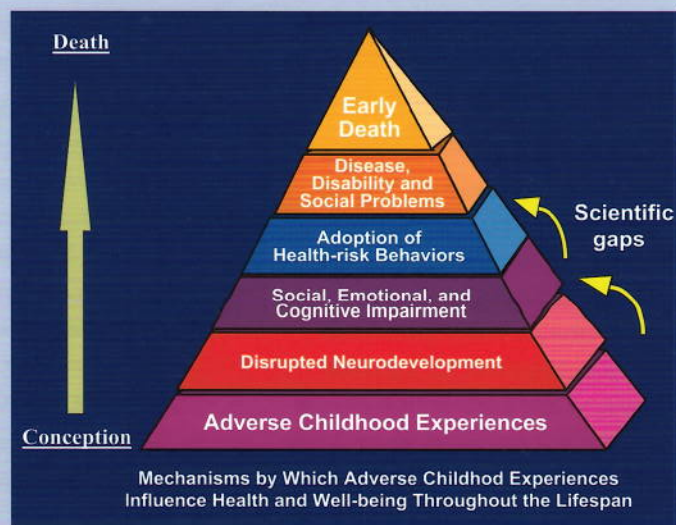 Death
Early
Death
Disease,
Disability and
Social Problems
Scientific
gaps
Adoption of
Health-risk Behaviors
Social, Emotional, and
Cognitive Impairment
Disrupted Neurodevelopment
Adverse Childhood Experiences
Conception
Mechanisms by Which Adverse Childhod Experiences
Influence Health and Well-being Throughout the Lifespan